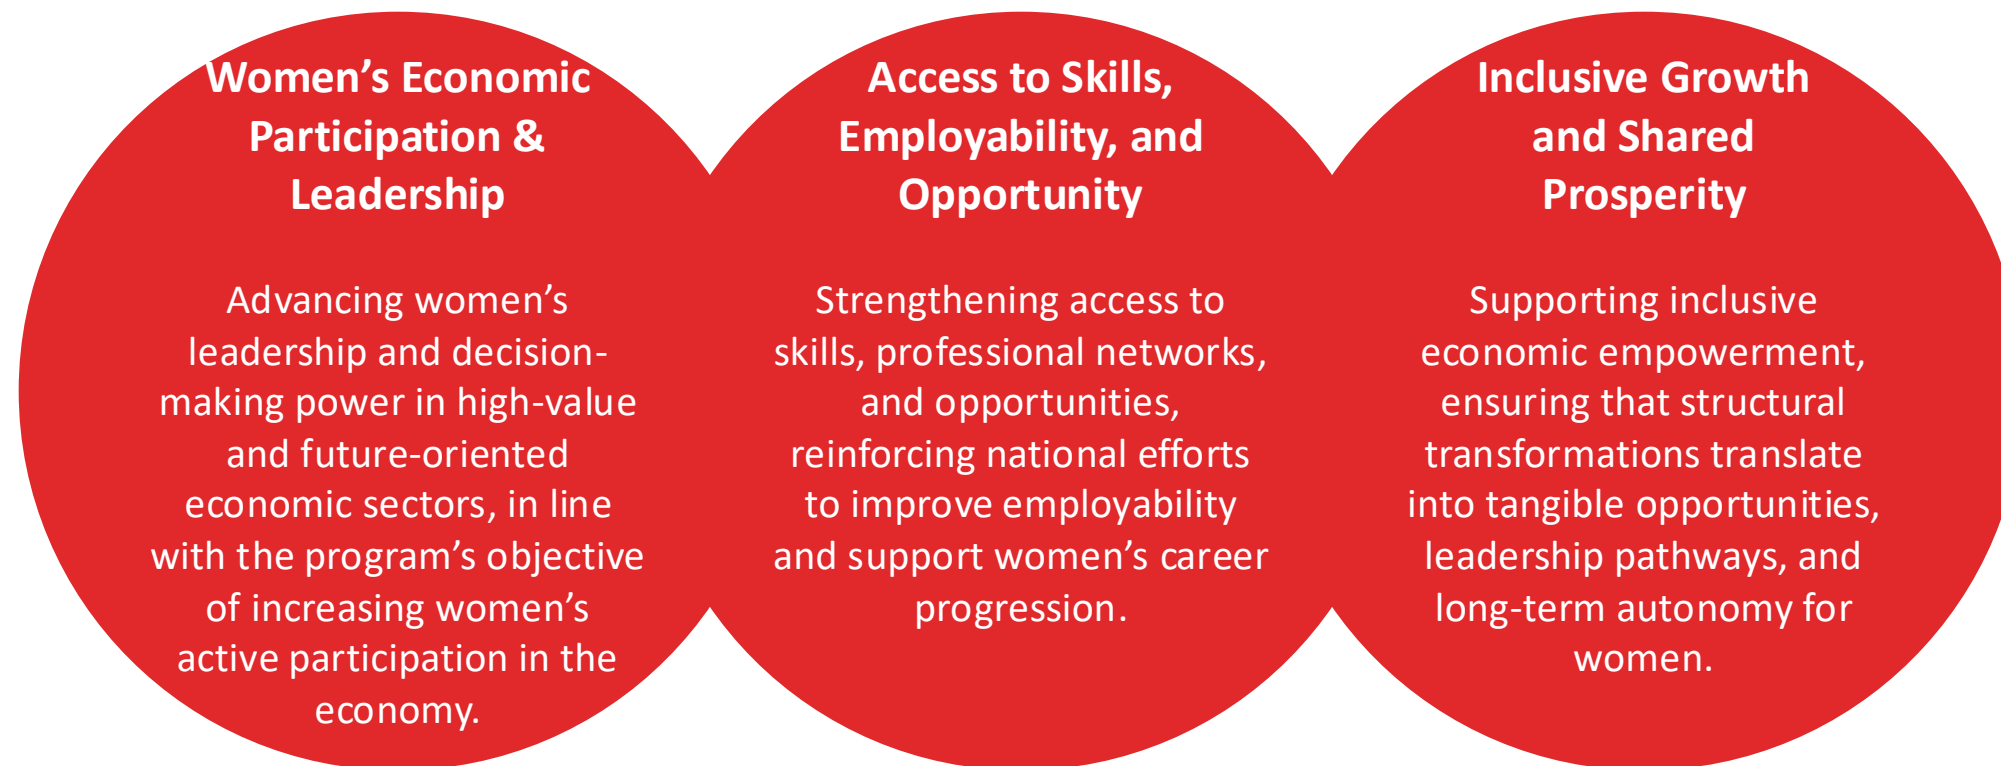 Women’s Economic
Participation &
Leadership
Advancing women’s
leadership and decision-
making power in high-value
and future-oriented
economic sectors, in line
with the program’s objective
of increasing women’s
active participation in the
economy.
Access to Skills,
Employability, and
Opportunity
Strengthening access to
skills, professional networks,
and opportunities,
reinforcing national efforts
to improve employability
and support women’s career
progression.
Inclusive Growth
and Shared
Prosperity
Supporting inclusive
economic empowerment,
ensuring that structural
transformations translate
into tangible opportunities,
leadership pathways, and
long-term autonomy for
women.